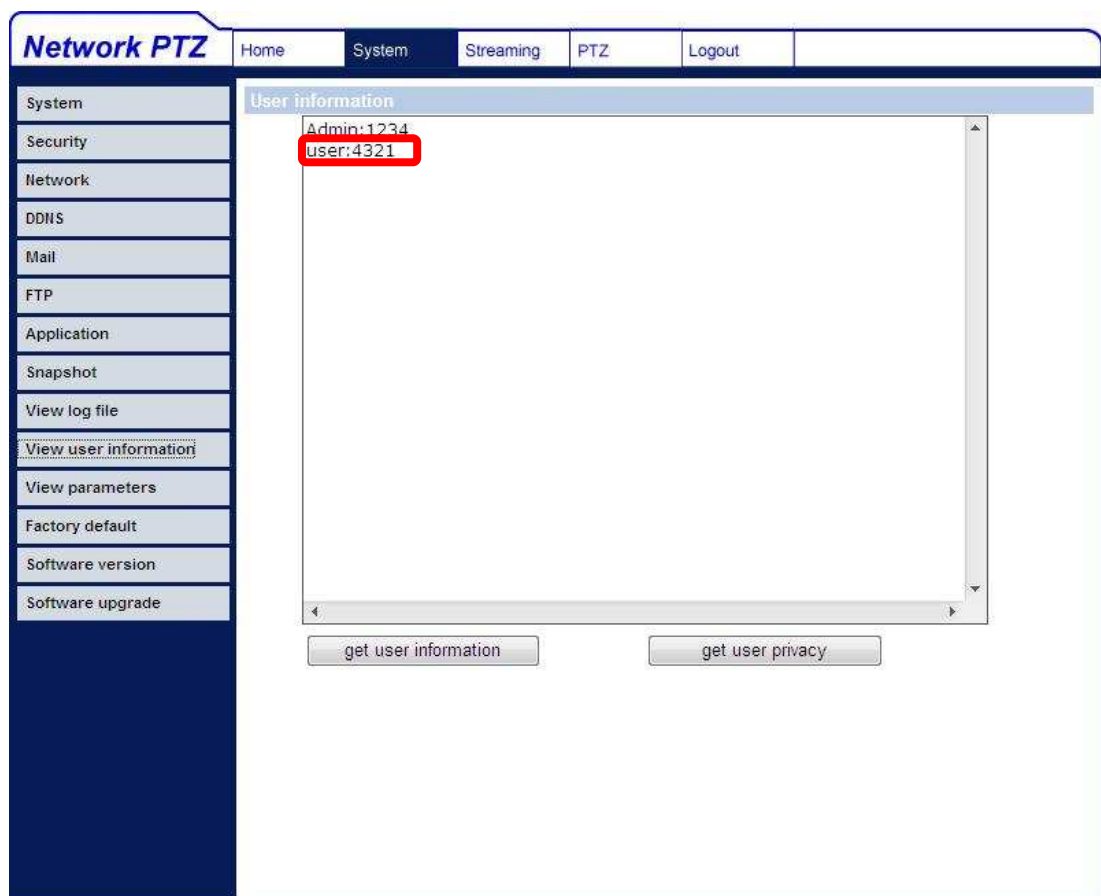 Network PTZ
Home System Streaming PTZ Logout
System
Security
Network
DDNS
Mail
FTP
Application
Snapshot
View log file
View user information
View parameters
Factory default
Software version
Software upgrade
User information
Admin:1234
user:4321
get user information get user privacy